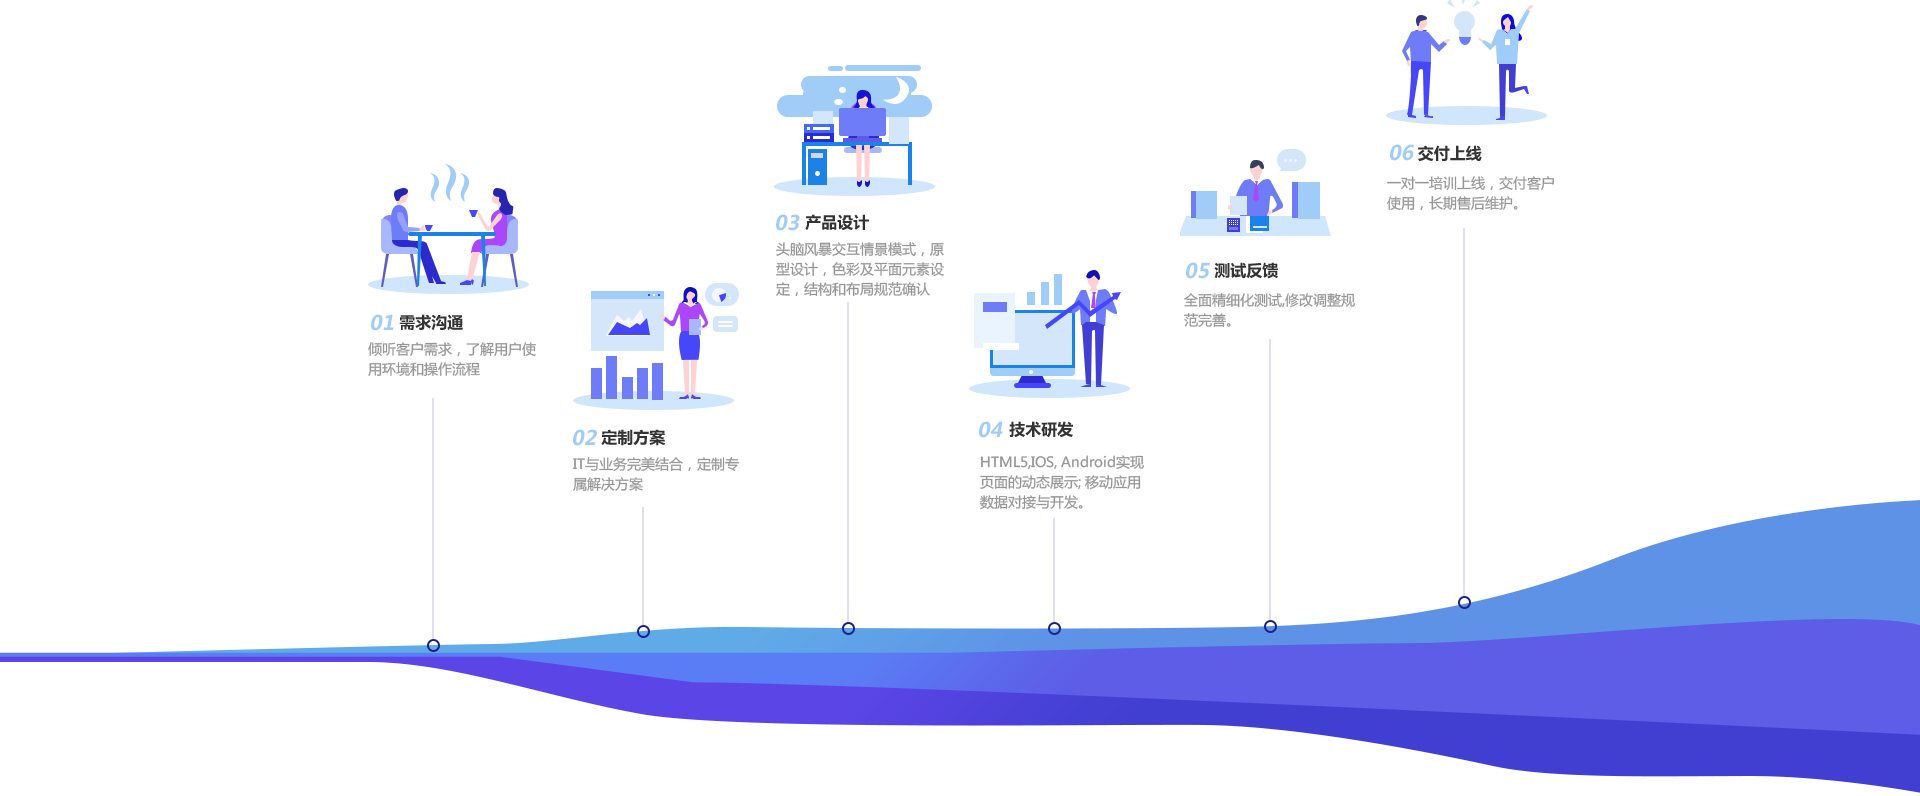 01 需求沟通
倾听客户需求，了解用户使
用环境和操作流程
02 定制方案
IT与业务完美结合，定制专
属解决方案
03 产品设计
头脑风暴交互情景模式，原
型设计，色彩及平面元素设
定，结构和布局规范确认
04 技术研发
HTML5,IOS, Android实现
页面的动态展示; 移动应用
数据对接与开发。
05 测试反馈
全面精细化测试,修改调整规
范完善。
06 交付上线
一对一培训上线，交付客户
使用，长期售后维护。